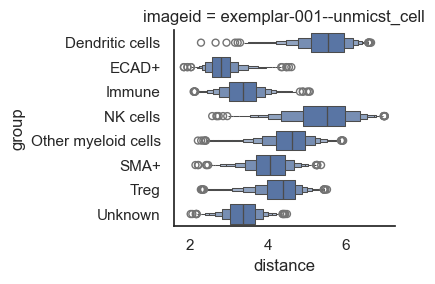 imageid = exemplar-001--unmicst_cell
Dendritic cells
ECAD+
Immune
NK cells
Other myeloid cells
SMA+
Treg
Unknown
group
2 4 6
distance